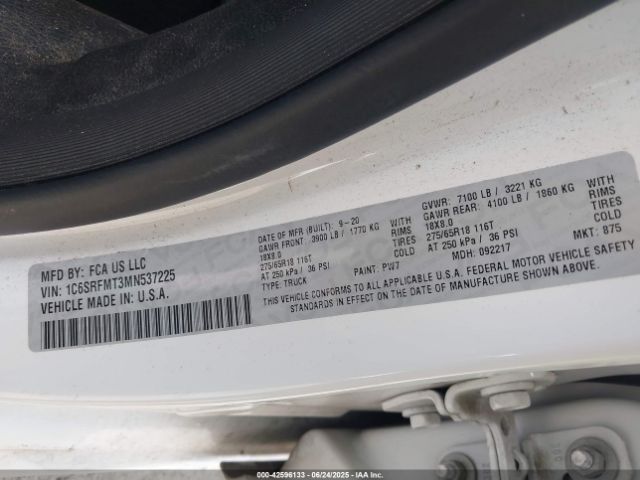 MFD BY: FCA US LLC
VIN: 1C6SRFMT3MN537225
VEHICLE MADE IN U.S.A.
DATE OF MFR (BUILT): 9-20
GAWR FRONT: 3900 LB / 1770 KG WITH
18X8.0 RIMS
275/65R18 116T TIRES
AT 250 kPa / 36 PSI COLD
TYPE: TRUCK PAINT: PW7
GVWR: 7100 LB / 3221 KG
GAWR REAR: 4100 LB / 1860 KG WITH
18X8.0 RIMS
275/65R18 116T TIRES
AT 250 kPa / 36 PSI COLD
MDH: 092217 MKT: B75
THIS VEHICLE CONFORMS TO ALL APPLICABLE U.S.A. FEDERAL MOTOR VEHICLE SAFETY
STANDARDS IN EFFECT ON THE DATE OF MANUFACTURE SHOWN ABOVE.
000-42596133 - 06/24/2025 - IAAI.com